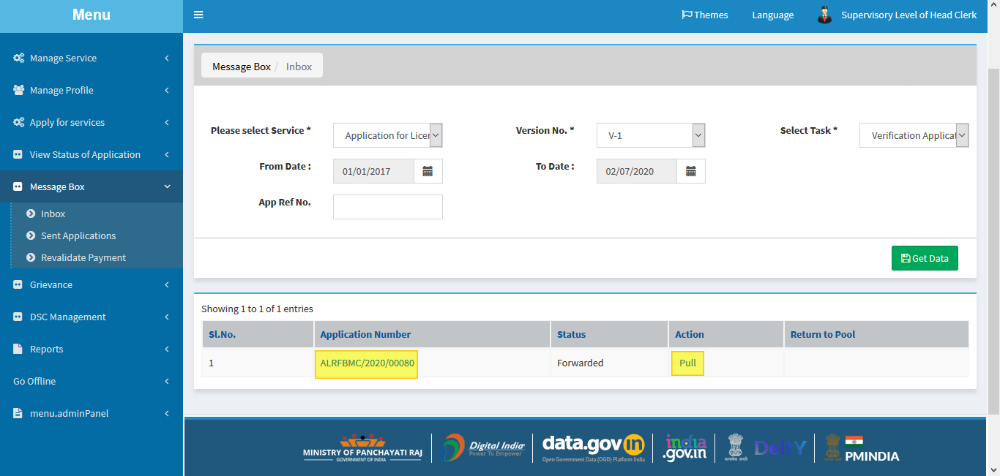 Menu
Themes Language Supervisory Level of Head Clerk
Manage Service
Manage Profile
Apply for services
View Status of Application
Message Box
Inbox
Sent Applications
Revalidate Payment
Grievance
DSC Management
Reports
Go Offline
menu.adminPanel
Message Box / Inbox
Please select Service * Application for Licen Version No. * V-1 Select Task * Verification Applicat
From Date : 01/01/2017 To Date : 02/07/2020
App Ref No.
Get Data
Showing 1 to 1 of 1 entries
Sl.No. Application Number Status Action Return to Pool
1 ALRFBMC/2020/00080 Forwarded Pull
MINISTRY OF PANCHAYATI RAJ
GOVERNMENT OF INDIA
Digital India
Power To Empower
data.gov in
Open Government Data (OGD) Platform India
india
.gov.in
सत्यमेव जयते
DeitY
PMINDIA